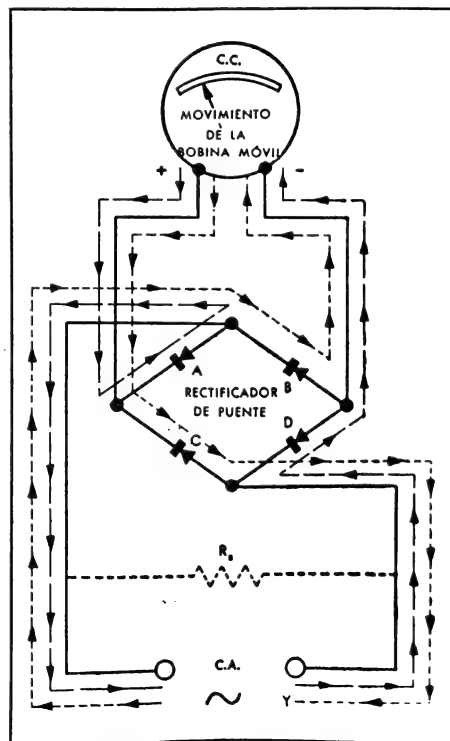 C.C.
MOVIMIENTO
DE LA
BOBINA MÓVIL
+ -
A
B
RECTIFICADOR
DE PUENTE
C
D
Rs
C.A.
Y